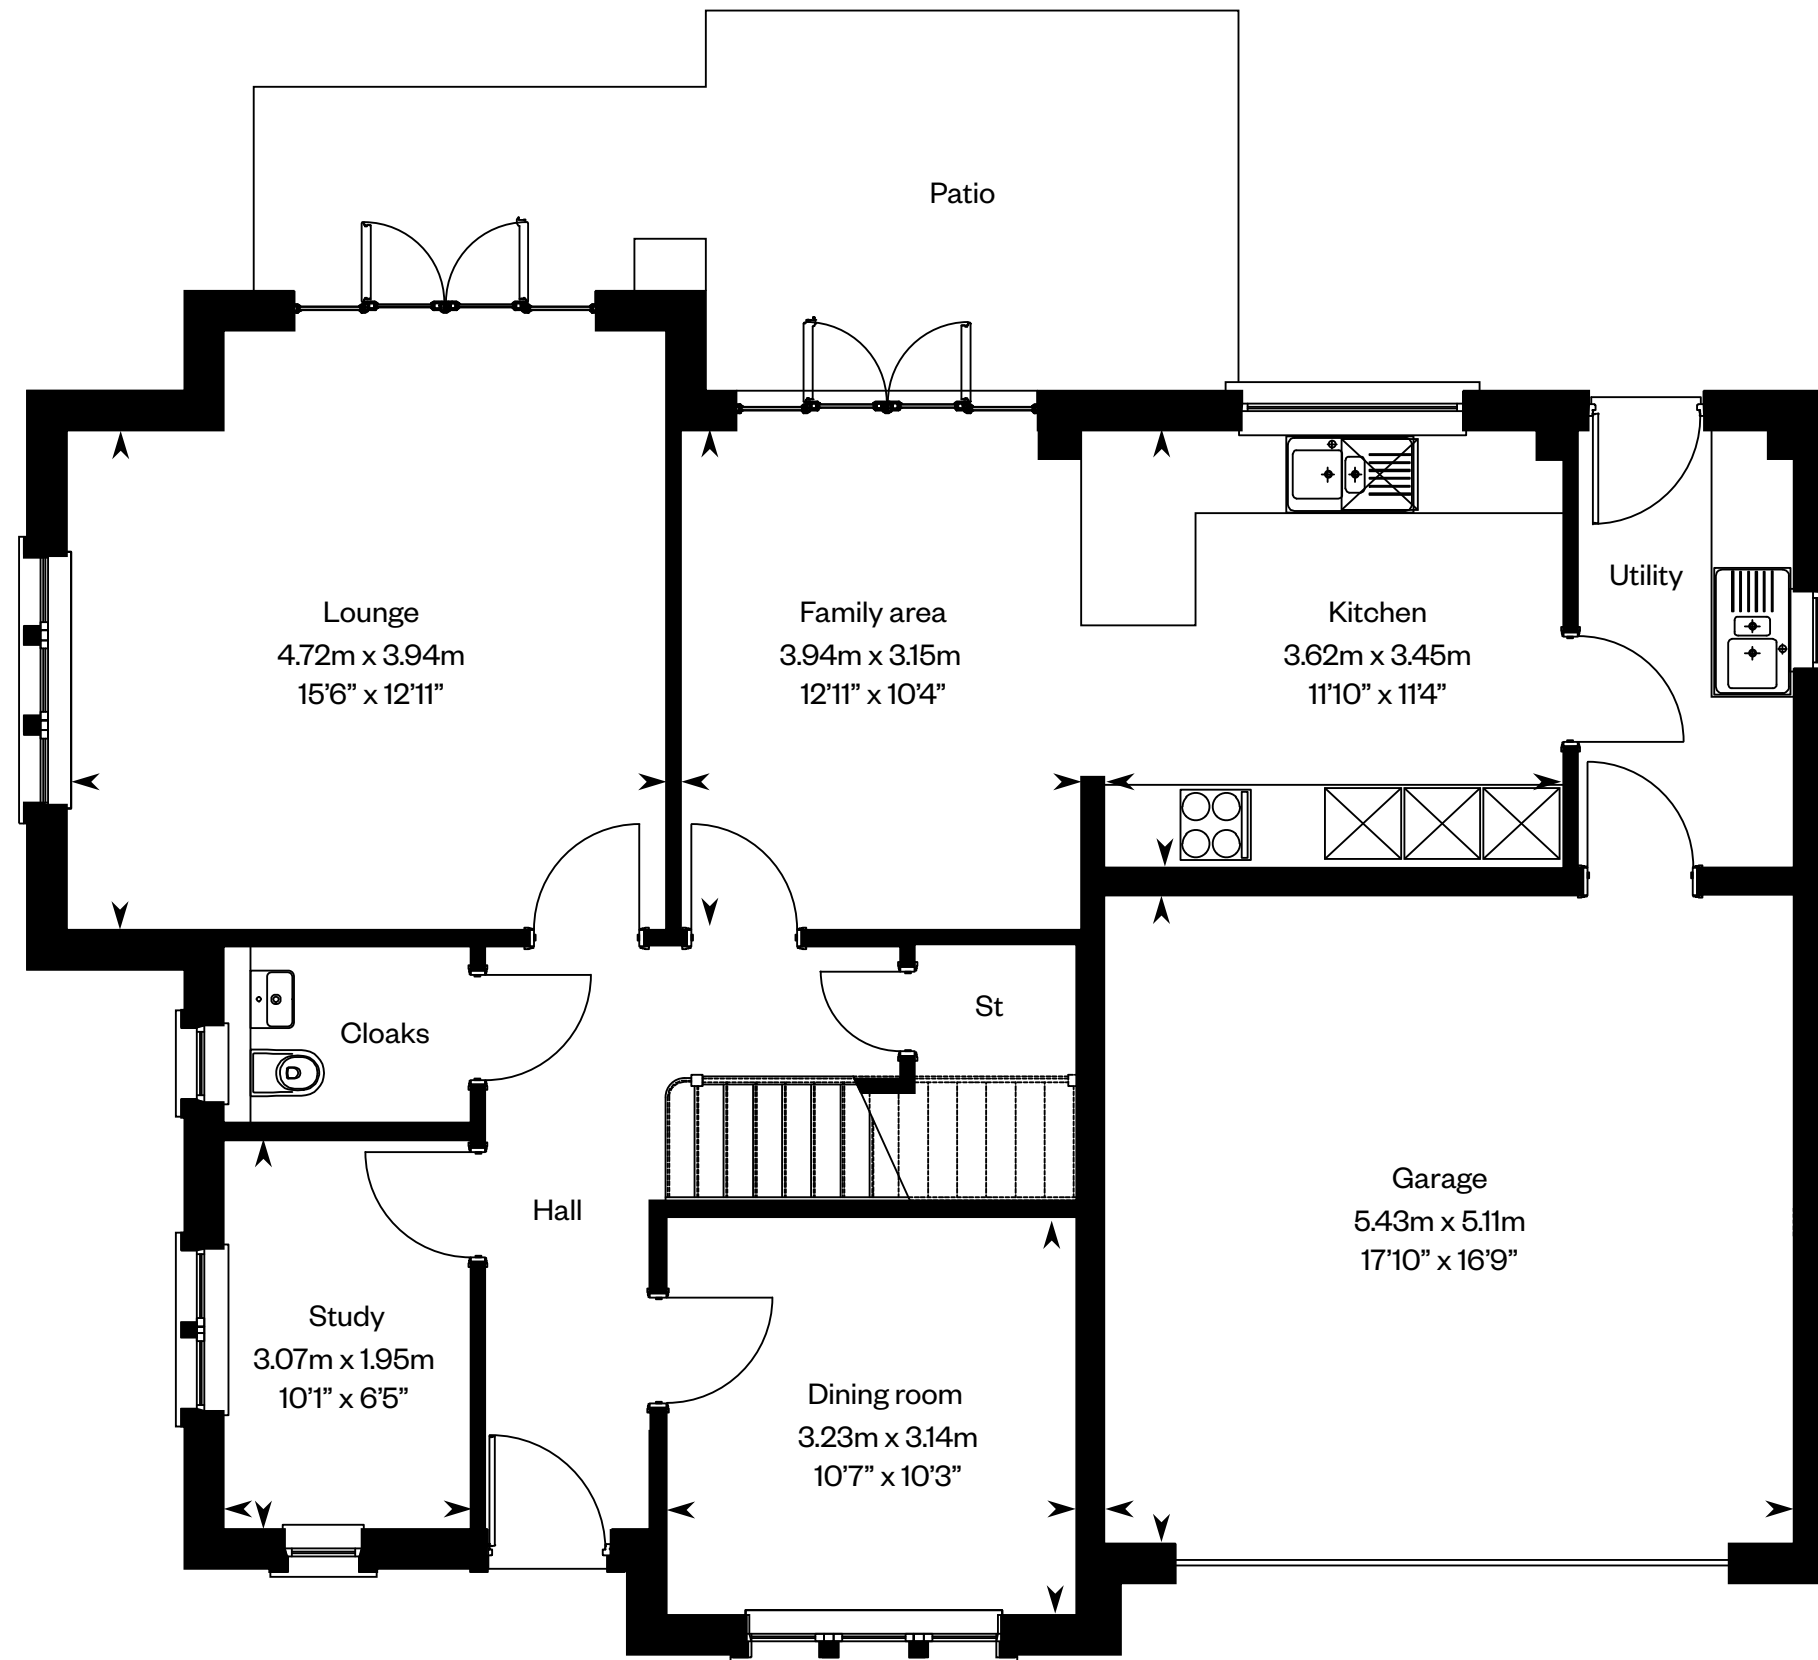 Patio
Lounge
4.72m x 3.94m
15’6” x 12’11”
Family area
3.94m x 3.15m
12’11” x 10’4”
Kitchen
3.62m x 3.45m
11’10” x 11’4”
Utility
Cloaks
St
Hall
Study
3.07m x 1.95m
10’1” x 6’5”
Dining room
3.23m x 3.14m
10’7” x 10’3”
Garage
5.43m x 5.11m
17’10” x 16’9”